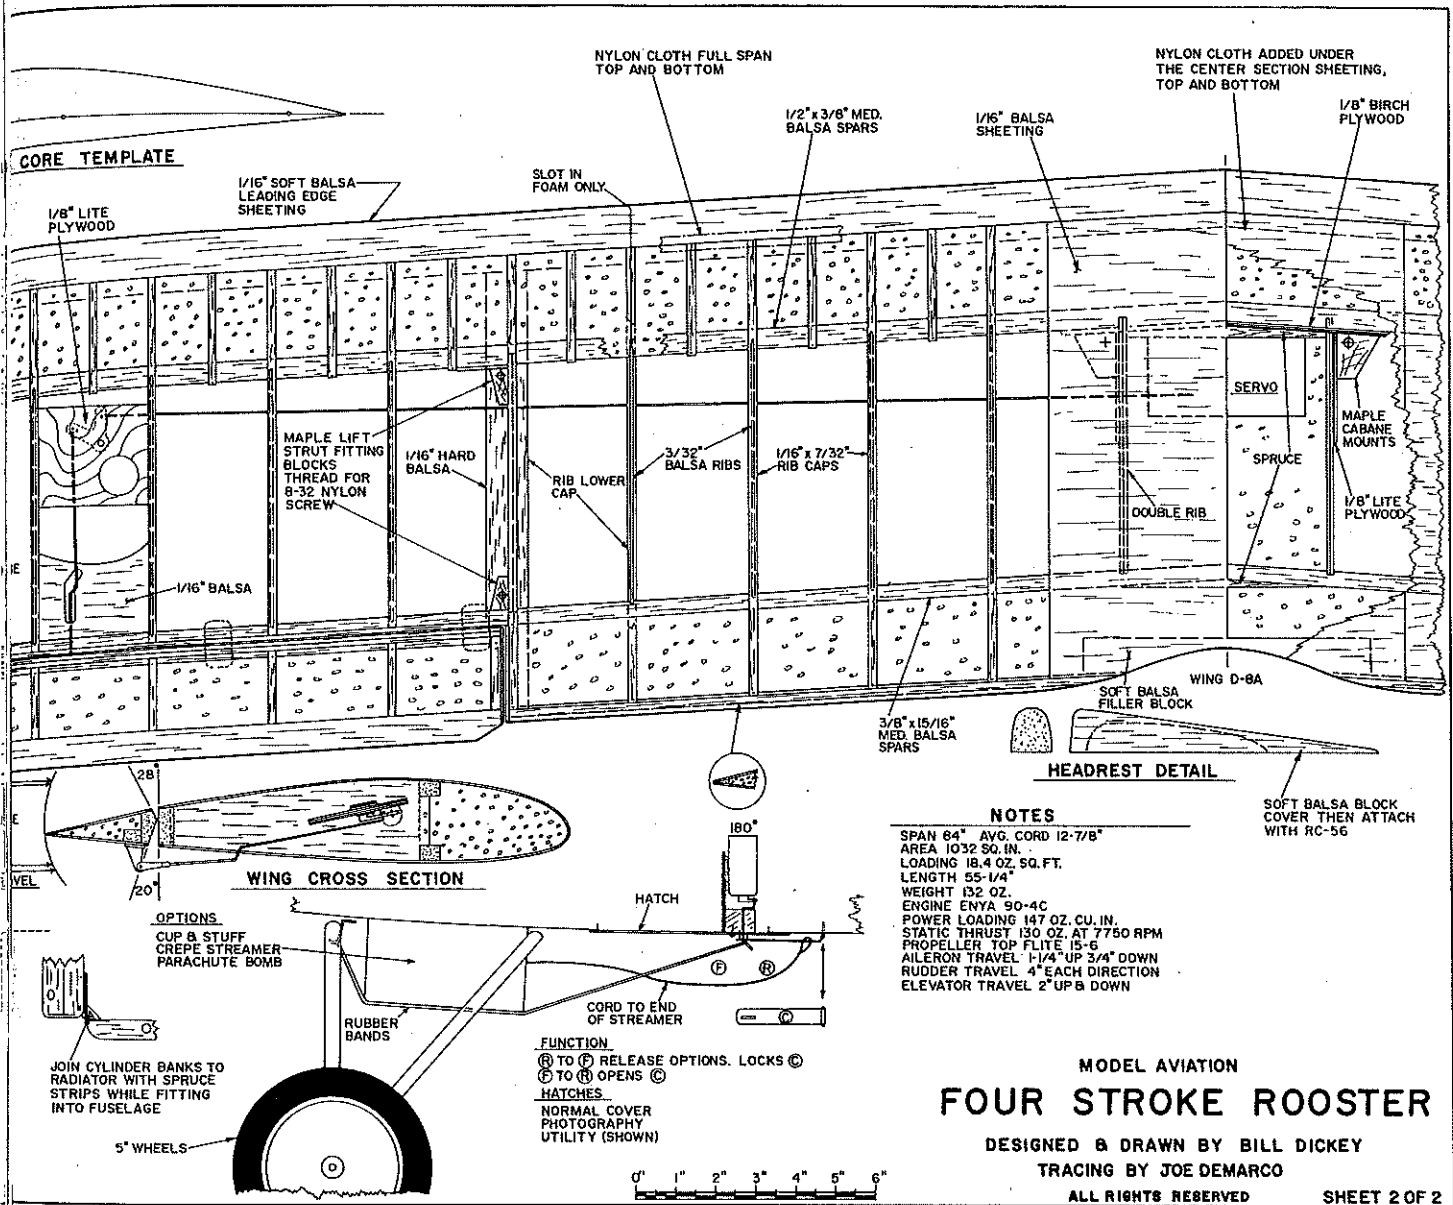 NYLON CLOTH FULL SPAN
TOP AND BOTTOM
NYLON CLOTH ADDED UNDER
THE CENTER SECTION SHEETING,
TOP AND BOTTOM
1/2" x 3/8" MED.
BALSA SPARS
1/16" BALSA
SHEETING
1/8" BIRCH
PLYWOOD
CORE TEMPLATE
1/16" SOFT BALSA
LEADING EDGE
SHEETING
SLOT IN
FOAM ONLY
1/8" LITE
PLYWOOD
SERVO
MAPLE
CABANE
MOUNTS
MAPLE LIFT
STRUT FITTING
BLOCKS
THREAD FOR
8-32 NYLON
SCREW
1/16" HARD
BALSA
RIB LOWER
CAP
3/32"
BALSA RIBS
1/16" x 7/32"
RIB CAPS
SPRUCE
DOUBLE RIB
1/8" LITE
PLYWOOD
1/16" BALSA
WING D-8A
SOFT BALSA
FILLER BLOCK
3/8" x 15/16"
MED. BALSA
SPARS
HEADREST DETAIL
SOFT BALSA BLOCK
COVER THEN ATTACH
WITH RC-56
28°
20°
VEL
WING CROSS SECTION
180°
NOTES
SPAN 84" AVG. CORD 12-7/8"
AREA 1032 SQ. IN.
LOADING 18.4 OZ. SQ. FT.
LENGTH 55-1/4"
WEIGHT 132 OZ.
ENGINE ENYA 90-4C
POWER LOADING 147 OZ. CU. IN.
STATIC THRUST 130 OZ. AT 7750 RPM
PROPELLER TOP FLITE 15-6
AILERON TRAVEL 1-1/4" UP 3/4" DOWN
RUDDER TRAVEL 4" EACH DIRECTION
ELEVATOR TRAVEL 2" UP & DOWN
OPTIONS
CUP & STUFF
CREPE STREAMER
PARACHUTE BOMB
HATCH
F
R
C
RUBBER
BANDS
CORD TO END
OF STREAMER
JOIN CYLINDER BANKS TO
RADIATOR WITH SPRUCE
STRIPS WHILE FITTING
INTO FUSELAGE
5" WHEELS
FUNCTION
Ⓡ TO Ⓕ RELEASE OPTIONS. LOCKS Ⓒ
Ⓕ TO Ⓡ OPENS Ⓒ
HATCHES
NORMAL COVER
PHOTOGRAPHY
UTILITY (SHOWN)
0" 1" 2" 3" 4" 5" 6"
MODEL AVIATION
FOUR STROKE ROOSTER
DESIGNED & DRAWN BY BILL DICKEY
TRACING BY JOE DEMARCO
ALL RIGHTS RESERVED
SHEET 2 OF 2